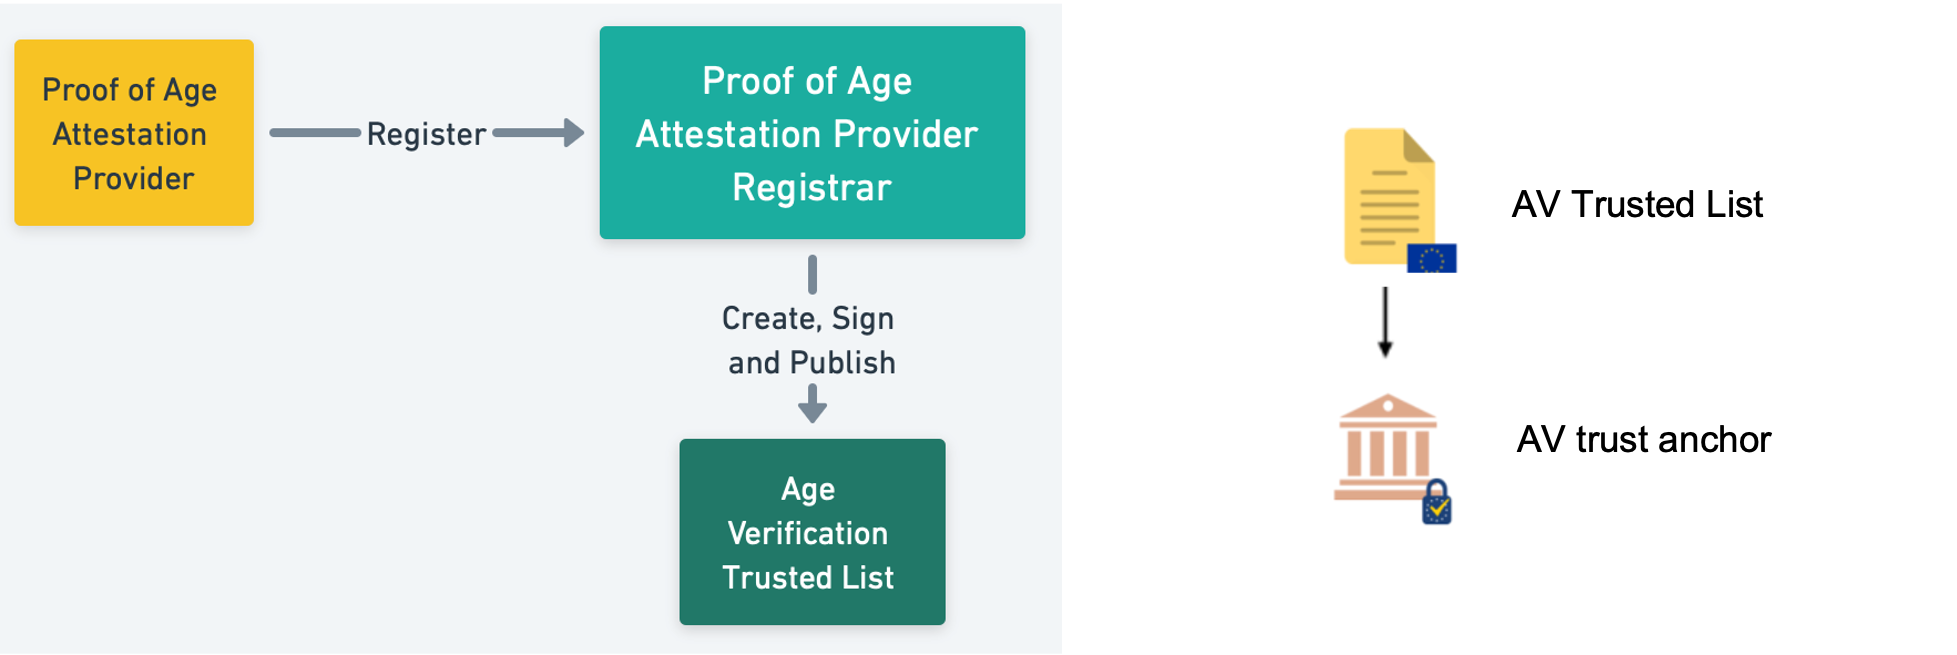 Proof of Age
Attestation
Provider
Register
Proof of Age
Attestation Provider
Registrar
Create, Sign
and Publish
Age
Verification
Trusted List
AV Trusted List
AV trust anchor